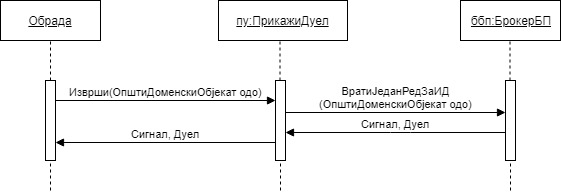 Обрада
пу:ПрикажиДуел
ббп:БрокерБП
Изврши(ОпштиДоменскиОбјекат одо)
ВратиЈеданРедЗаИД
(ОпштиДоменскиОбјекат одо)
Сигнал, Дуел
Сигнал, Дуел